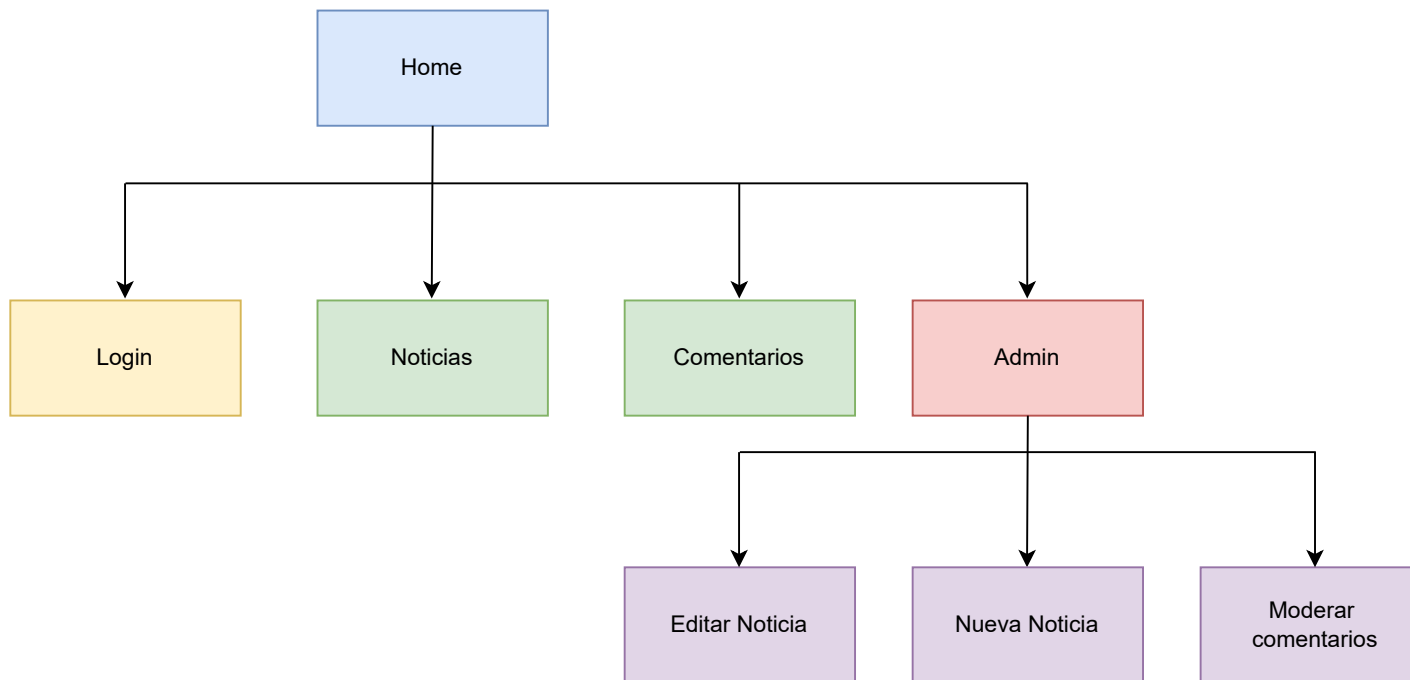 Home
Login
Noticias
Comentarios
Admin
Editar Noticia
Nueva Noticia
Moderar
comentarios